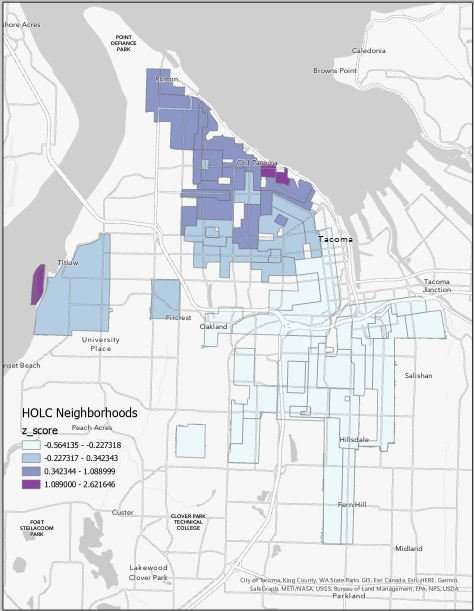 Shore Acres
POINT
DEFIANCE
PARK
Caledonia
Browns Point
Ruston
Old Tacoma
Tacoma
Titlow
Tacoma
Junction
Fircrest
Oakland
University
Place
nset Beach
Salishan
HOLC Neighborhoods
z_score
Peach Acres
-0.564135 - -0.227318
-0.227317 - 0.342343
0.342344 - 1.088999
1.089000 - 2.621646
Hillsdale
Fern Hill
Custer
CLOVER PARK
TECHNICAL
COLLEGE
FORT
STEILACOOM
PARK
Midland
Lakewood
Clover Park
City of Tacoma, King County, WA State Parks GIS, Esri Canada, Esri, HERE, Garmin,
SafeGraph, METI/NASA, USGS, Bureau of Land Management, EPA, NPS, USDA
Parkland